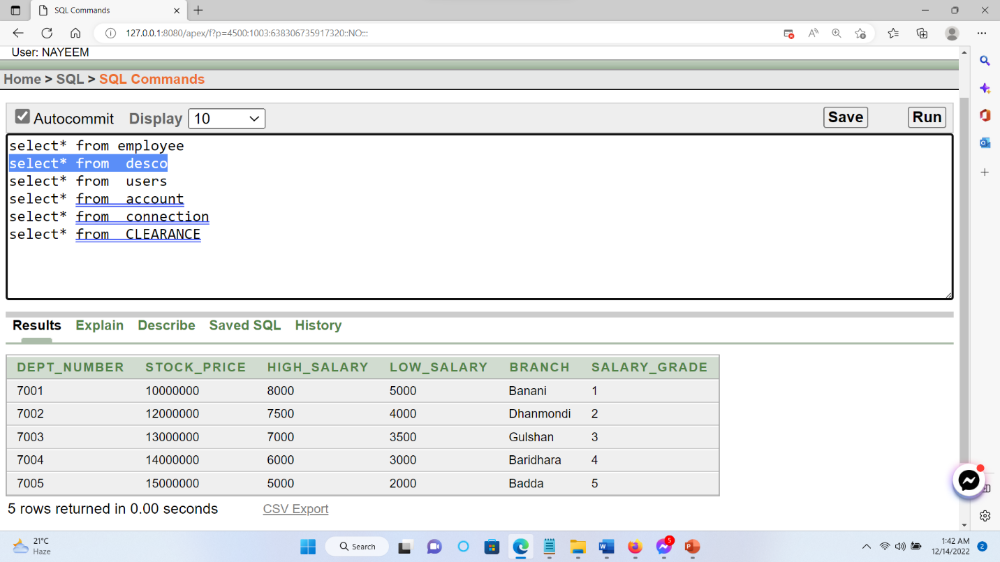 SQL Commands
127.0.0.1:8080/apex/f?p=4500:1003:638306735917320::NO:::
User: NAYEEM
Home > SQL > SQL Commands
Autocommit Display 10 Save Run
select* from employee
select* from  desco
select* from  users
select* from  account
select* from  connection
select* from  CLEARANCE
Results Explain Describe Saved SQL History
DEPT_NUMBER STOCK_PRICE HIGH_SALARY LOW_SALARY BRANCH SALARY_GRADE
7001 10000000 8000 5000 Banani 1
7002 12000000 7500 4000 Dhanmondi 2
7003 13000000 7000 3500 Gulshan 3
7004 14000000 6000 3000 Baridhara 4
7005 15000000 5000 2000 Badda 5
5 rows returned in 0.00 seconds CSV Export
21°C
Haze
Search
5
1:42 AM
12/14/2022
2